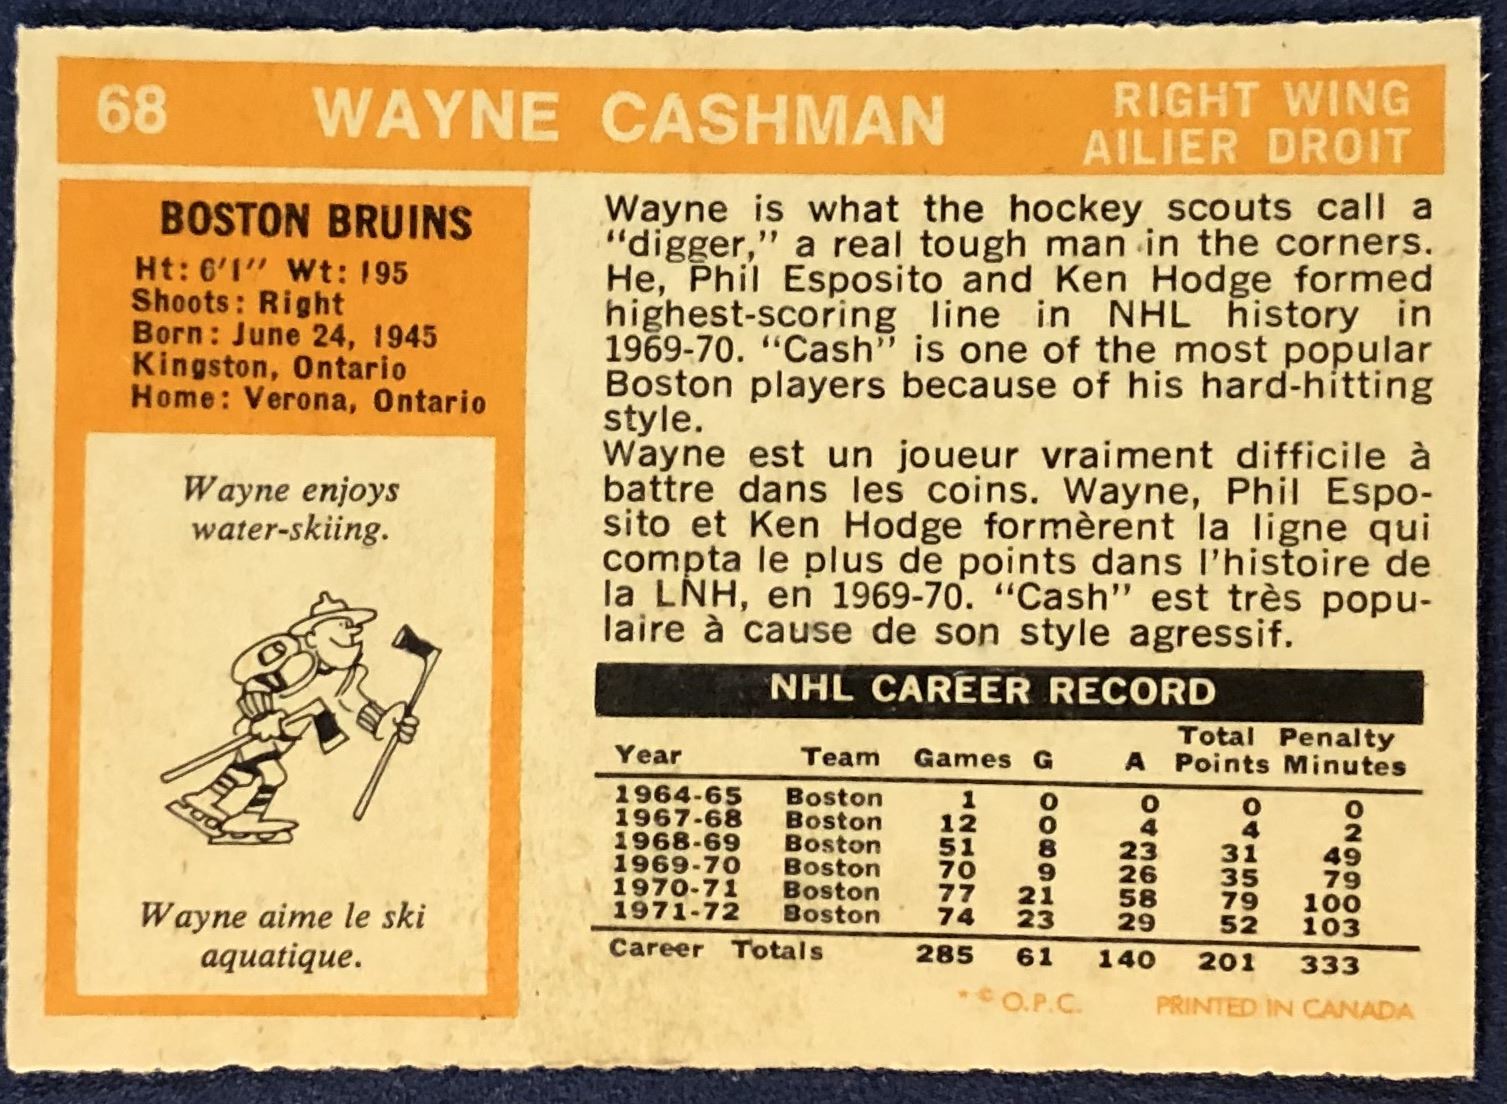 68 WAYNE CASHMAN
RIGHT WING
AILIER DROIT
BOSTON BRUINS
Ht: 6'1" Wt: 195
Shoots: Right
Born: June 24, 1945
Kingston, Ontario
Home: Verona, Ontario
Wayne enjoys
water-skiing.
Wayne aime le ski
aquatique.
Wayne is what the hockey scouts call a
"digger," a real tough man in the corners.
He, Phil Esposito and Ken Hodge formed
highest-scoring line in NHL history in
1969-70. "Cash" is one of the most popular
Boston players because of his hard-hitting
style.
Wayne est un joueur vraiment difficile à
battre dans les coins. Wayne, Phil Espo-
sito et Ken Hodge formèrent la ligne qui
compta le plus de points dans l'histoire de
la LNH, en 1969-70. "Cash" est très popu-
laire à cause de son style agressif.
NHL CAREER RECORD
Year Team Games G A Total Points Penalty Minutes
1964-65 Boston 1 0 0 0 0
1967-68 Boston 12 0 4 4 2
1968-69 Boston 51 8 23 31 49
1969-70 Boston 70 9 26 35 79
1970-71 Boston 77 21 58 79 100
1971-72 Boston 74 23 29 52 103
Career Totals 285 61 140 201 333
* © O.P.C. PRINTED IN CANADA